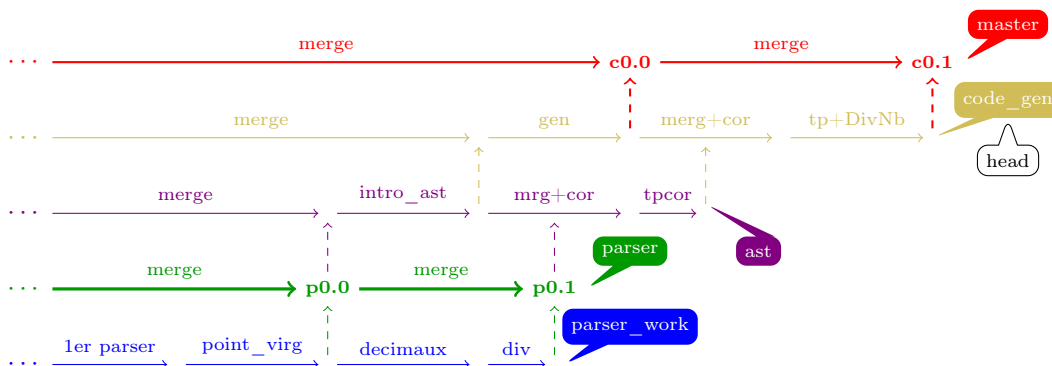 master
merge merge
... c0.0 c0.1
code_gen
merge gen merg+cor tp+DivNb
...
head
merge intro_ast mrg+cor tpcor
...
parser ast
merge merge
... p0.0 p0.1
parser_work
1er parser point_virg decimaux div
...